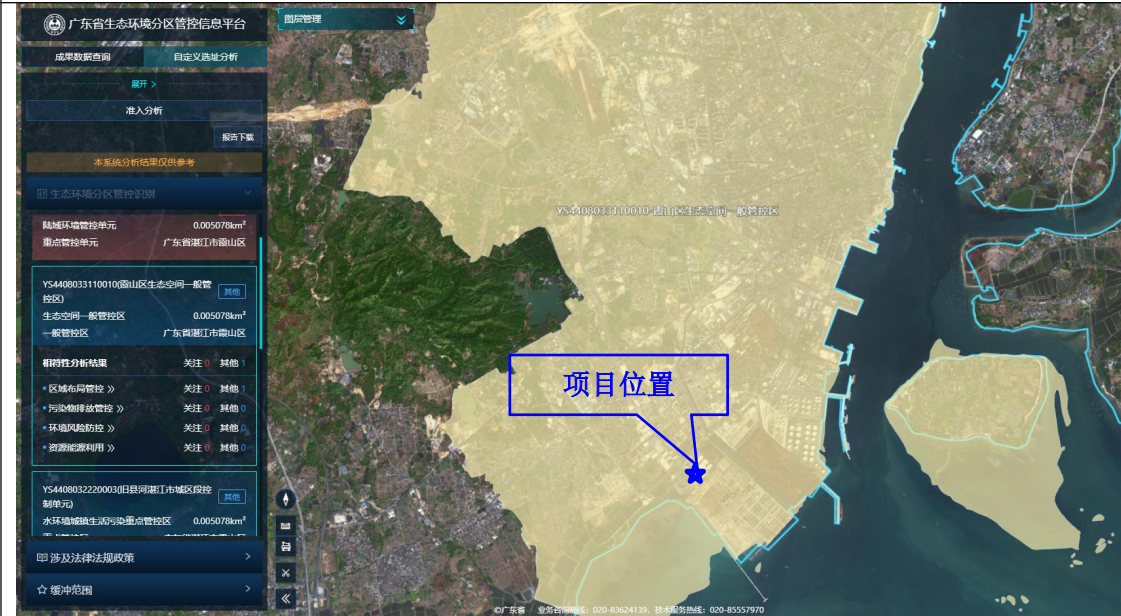 广东省生态环境分区管控信息平台
图层管理
成果数据查询 自定义选址分析
展开 >
准入分析
报告下载
本系统分析结果仅供参考
生态环境分区管控识别
陆域环境管控单元 0.005078km²
重点管控单元 广东省湛江市霞山区
YS4408033110010(霞山区生态空间一般管
控区)
其他
生态空间一般管控区 0.005078km²
一般管控区 广东省湛江市霞山区
相符性分析结果 关注 0 其他 1
• 区域布局管控 » 关注 0 其他 1
• 污染物排放管控 » 关注 0 其他 0
• 环境风险防控 » 关注 0 其他 0
• 资源能源利用 » 关注 0 其他 0
YS4408032220003(旧县河湛江市城区段控
制单元)
其他
水环境城镇生活污染重点管控区 0.005078km²
涉及法律法规政策 >
缓冲范围 >
YS4408033110010-霞山区生态空间一般管控区
项目位置
©广东省 业务咨询热线：020-83624139，技术服务热线：020-85557970